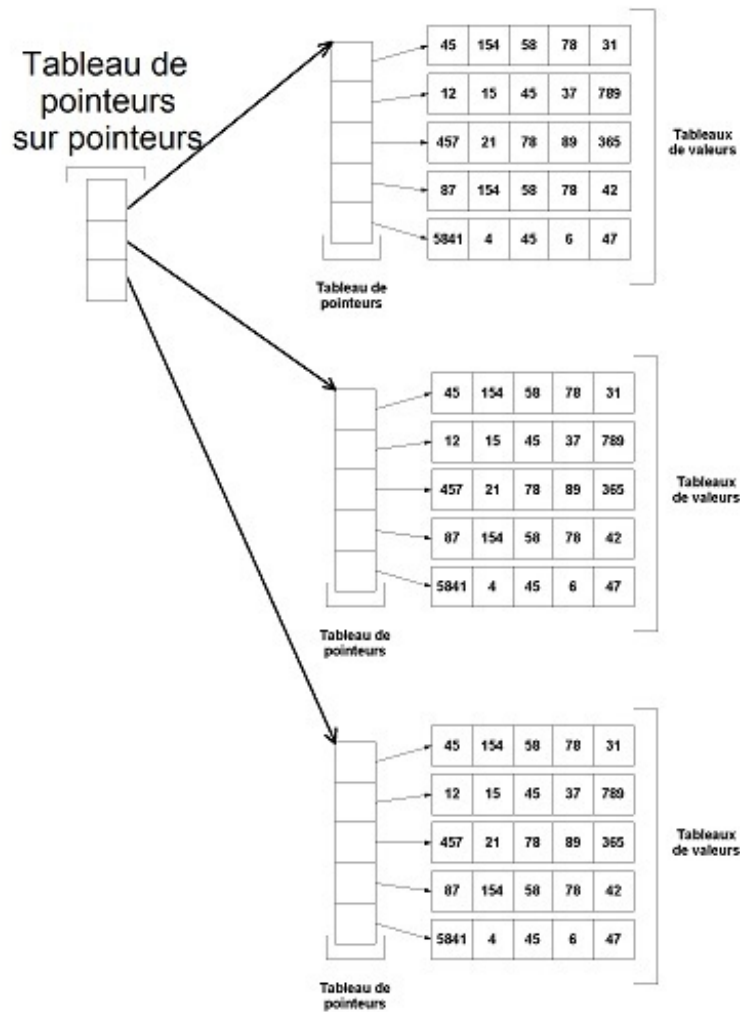 Tableau de
pointeurs
sur pointeurs
45 154 58 78 31
12 15 45 37 789
457 21 78 89 365
87 154 58 78 42
5841 4 45 6 47
Tableaux
de valeurs
Tableau de
pointeurs
45 154 58 78 31
12 15 45 37 789
457 21 78 89 365
87 154 58 78 42
5841 4 45 6 47
Tableaux
de valeurs
Tableau de
pointeurs
45 154 58 78 31
12 15 45 37 789
457 21 78 89 365
87 154 58 78 42
5841 4 45 6 47
Tableaux
de valeurs
Tableau de
pointeurs